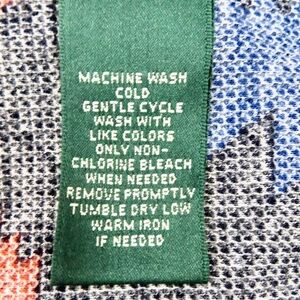 MACHINE WASH
COLD
GENTLE CYCLE
WASH WITH
LIKE COLORS
ONLY NON-
CHLORINE BLEACH
WHEN NEEDED
REMOVE PROMPTLY
TUMBLE DRY LOW
WARM IRON
IF NEEDED